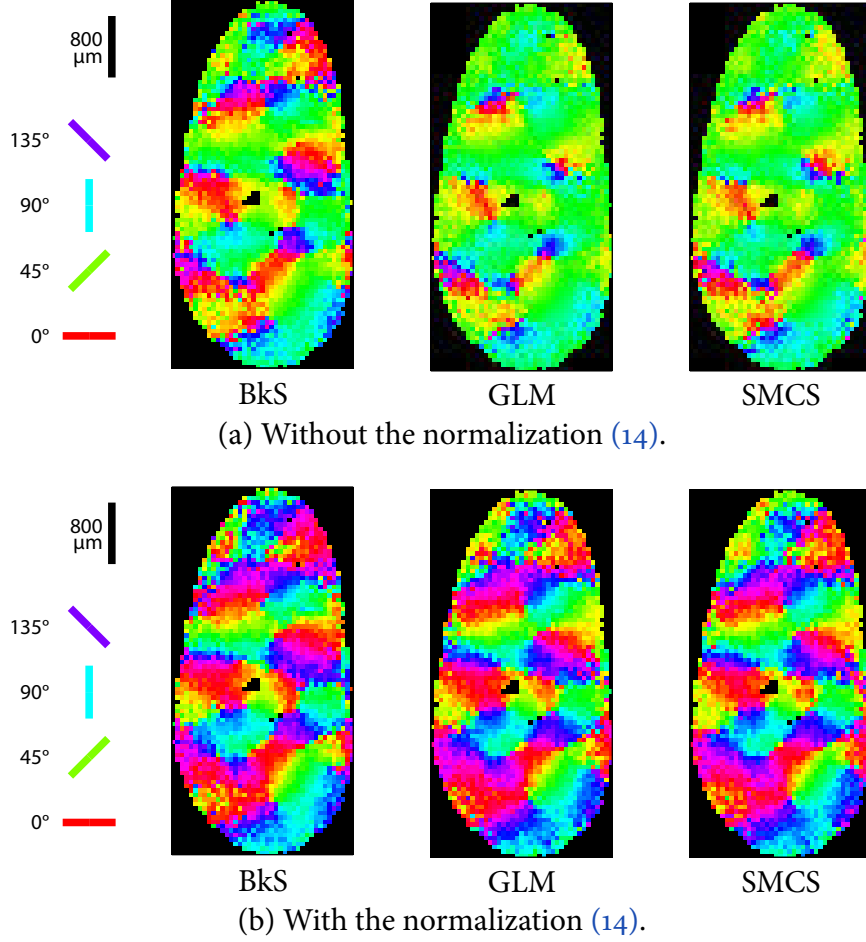 800
µm
135°
90°
45°
0°
BkS GLM SMCS
(a) Without the normalization (14).
800
µm
135°
90°
45°
0°
BkS GLM SMCS
(b) With the normalization (14).